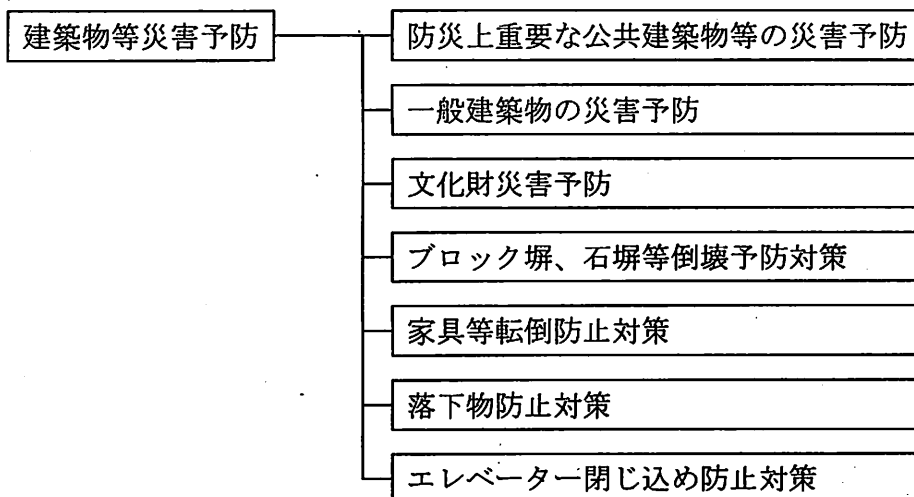 建築物等災害予防
防災上重要な公共建築物等の災害予防
一般建築物の災害予防
文化財災害予防
ブロック塀、石塀等倒壊予防対策
家具等転倒防止対策
落下物防止対策
エレベーター閉じ込め防止対策